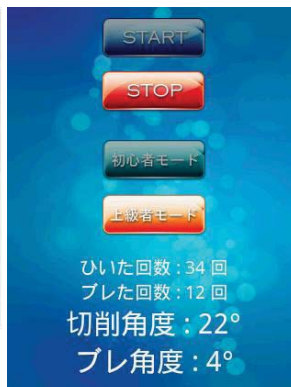 START
STOP
初心者モード
上級者モード
ひいた回数 : 34 回
ブレた回数 : 12 回
切削角度 : 22°
ブレ角度 : 4°